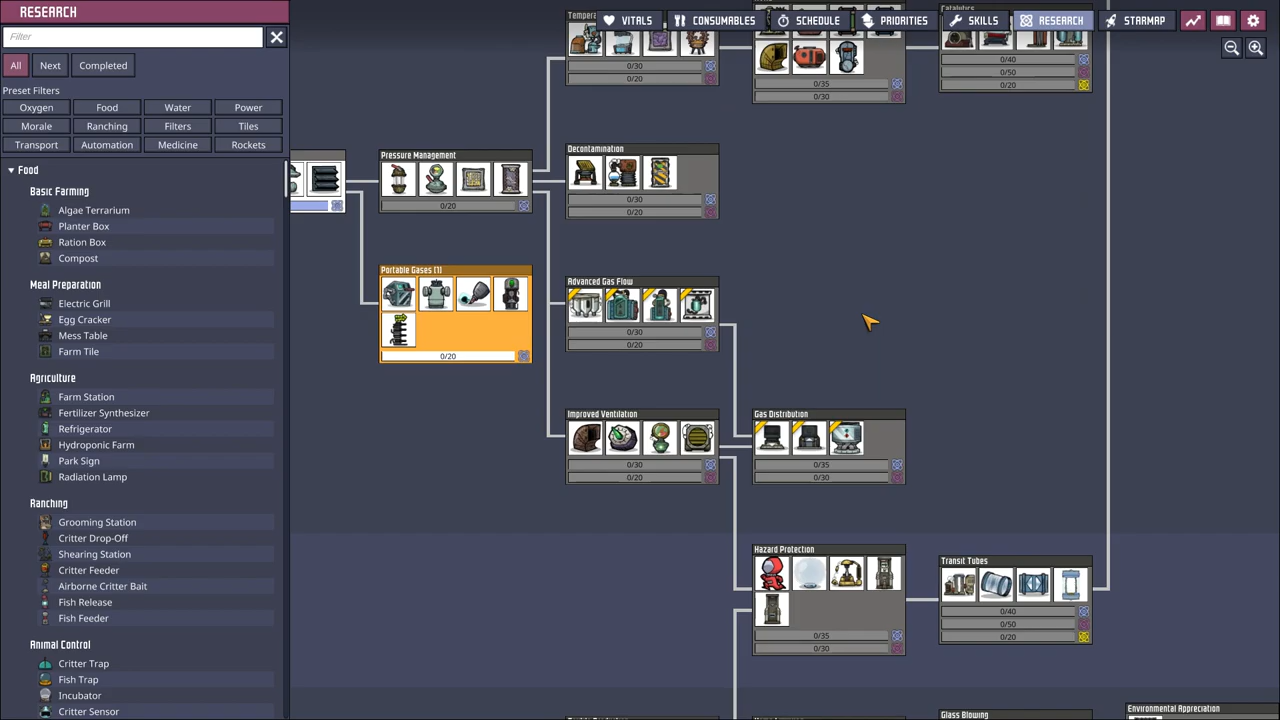 RESEARCH
VITALS
CONSUMABLES
SCHEDULE
PRIORITIES
SKILLS
RESEARCH
STARMAP
Filter
All
Next
Completed
Preset Filters
Oxygen
Food
Water
Power
Morale
Ranching
Filters
Tiles
Transport
Automation
Medicine
Rockets
Food
Basic Farming
Algae Terrarium
Planter Box
Ration Box
Compost
Meal Preparation
Electric Grill
Egg Cracker
Mess Table
Farm Tile
Agriculture
Farm Station
Fertilizer Synthesizer
Refrigerator
Hydroponic Farm
Park Sign
Radiation Lamp
Ranching
Grooming Station
Critter Drop-Off
Shearing Station
Critter Feeder
Airborne Critter Bait
Fish Release
Fish Feeder
Animal Control
Critter Trap
Fish Trap
Incubator
Critter Sensor
0/30
0/20
0/35
0/30
0/40
0/50
0/20
Pressure Management
0/20
Decontamination
0/30
0/20
Portable Gases [1]
0/20
Advanced Gas Flow
0/30
0/20
Improved Ventilation
0/30
0/20
Gas Distribution
0/35
0/30
Hazard Protection
0/35
0/30
Transit Tubes
0/40
0/50
0/20
Glass Blowing
Environmental Appreciation